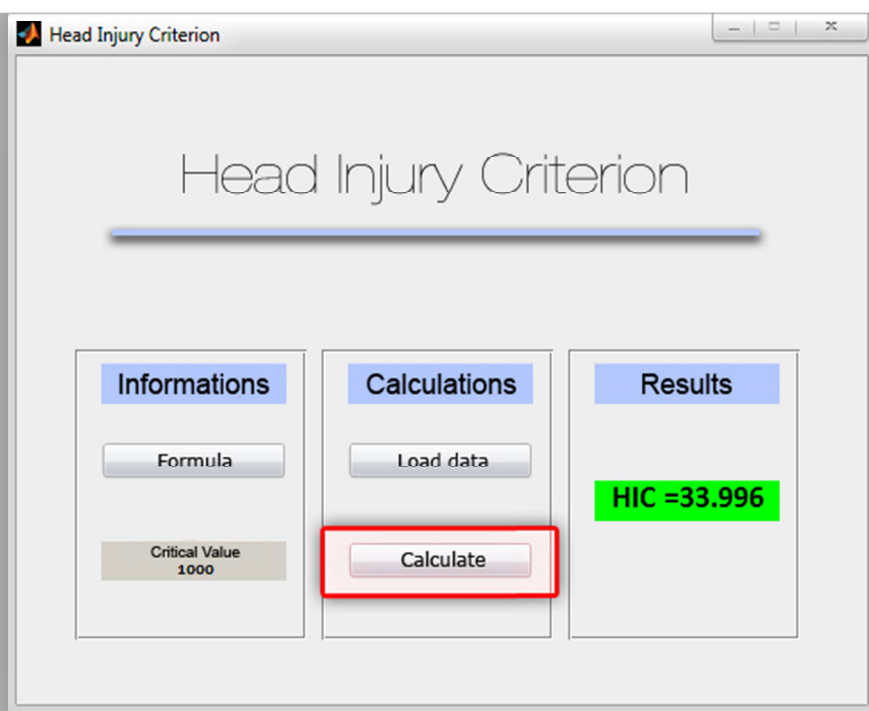 Head Injury Criterion
Head Injury Criterion
Informations
Formula
Critical Value
1000
Calculations
Load data
Calculate
Results
HIC =33.996